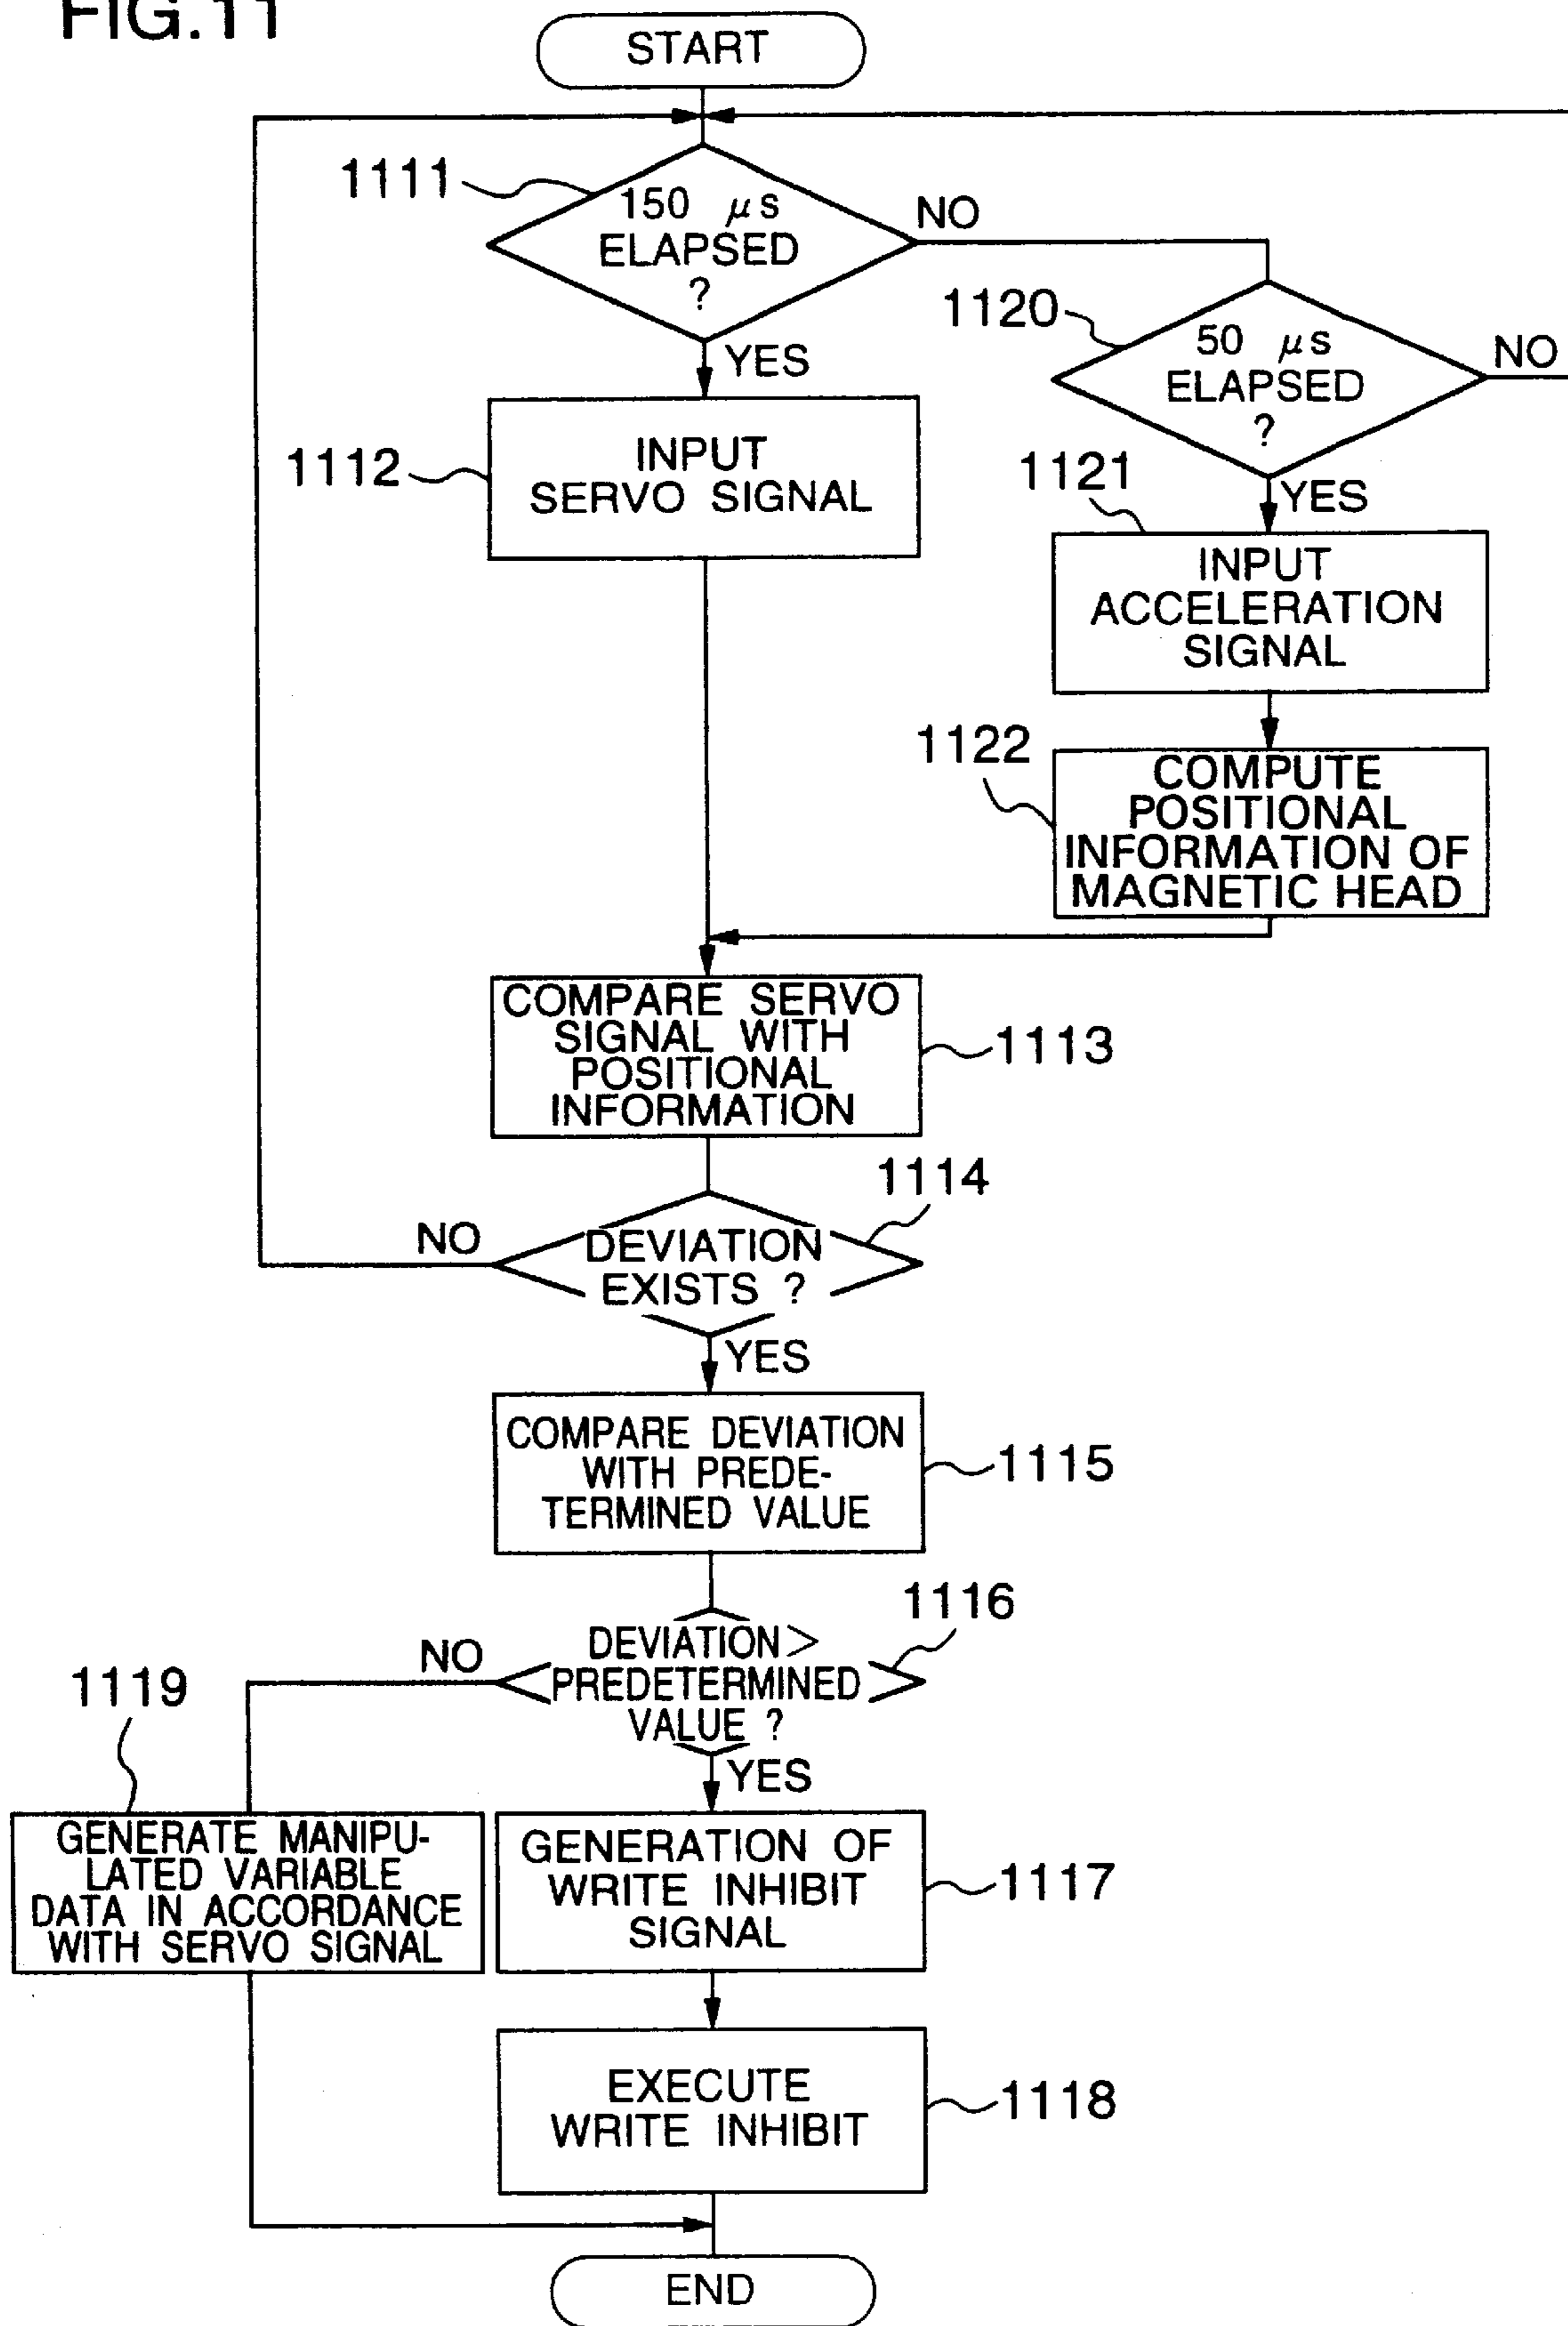 FIG.11
START
1111
150 μs
ELAPSED
?
NO
YES
1120
50 μs
ELAPSED
?
NO
YES
1112
INPUT
SERVO SIGNAL
1121
INPUT
ACCELERATION
SIGNAL
1122
COMPUTE
POSITIONAL
INFORMATION OF
MAGNETIC HEAD
COMPARE SERVO
SIGNAL WITH
POSITIONAL
INFORMATION
1113
1114
NO
DEVIATION
EXISTS ?
YES
COMPARE DEVIATION
WITH PREDE-
TERMINED VALUE
1115
1116
NO
DEVIATION >
PREDETERMINED
VALUE ?
YES
1119
GENERATE MANIPU-
LATED VARIABLE
DATA IN ACCORDANCE
WITH SERVO SIGNAL
GENERATION OF
WRITE INHIBIT
SIGNAL
1117
EXECUTE
WRITE INHIBIT
1118
END